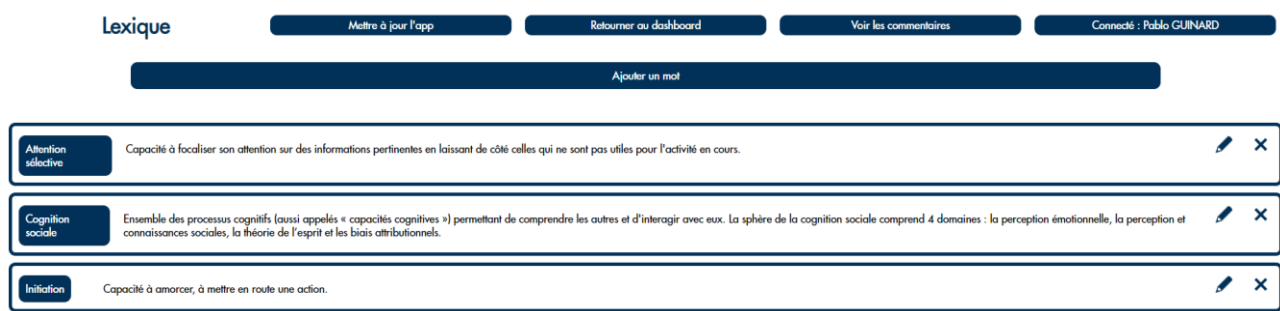 Lexique
Mettre à jour l'app
Retourner au dashboard
Voir les commentaires
Connecté : Pablo GUINARD
Ajouter un mot
Attention
sélective
Capacité à focaliser son attention sur des informations pertinentes en laissant de côté celles qui ne sont pas utiles pour l'activité en cours.
Cognition
sociale
Ensemble des processus cognitifs (aussi appelés « capacités cognitives ») permettant de comprendre les autres et d'interagir avec eux. La sphère de la cognition sociale comprend 4 domaines : la perception émotionnelle, la perception et
connaissances sociales, la théorie de l'esprit et les biais attributionnels.
Initiation
Capacité à amorcer, à mettre en route une action.